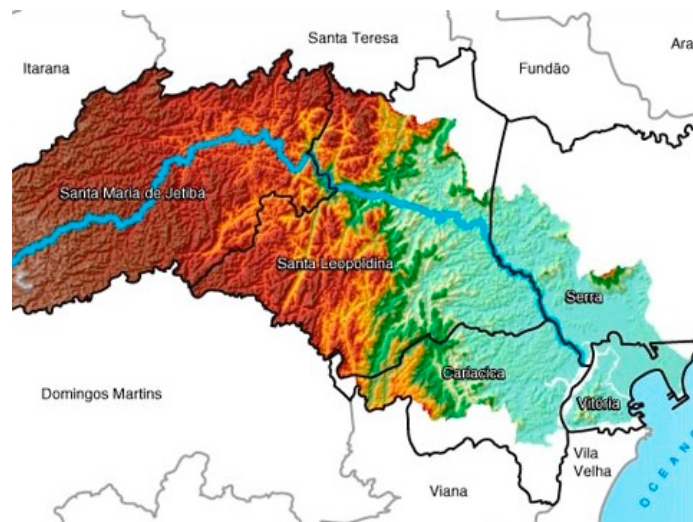 Santa Teresa
Ara
Itarana
Fundão
Santa Maria de Jetibá
Santa Leopoldina
Serra
Domingos Martins
Cariacica
Vitória
Vila
Velha
Viana
OCEANO